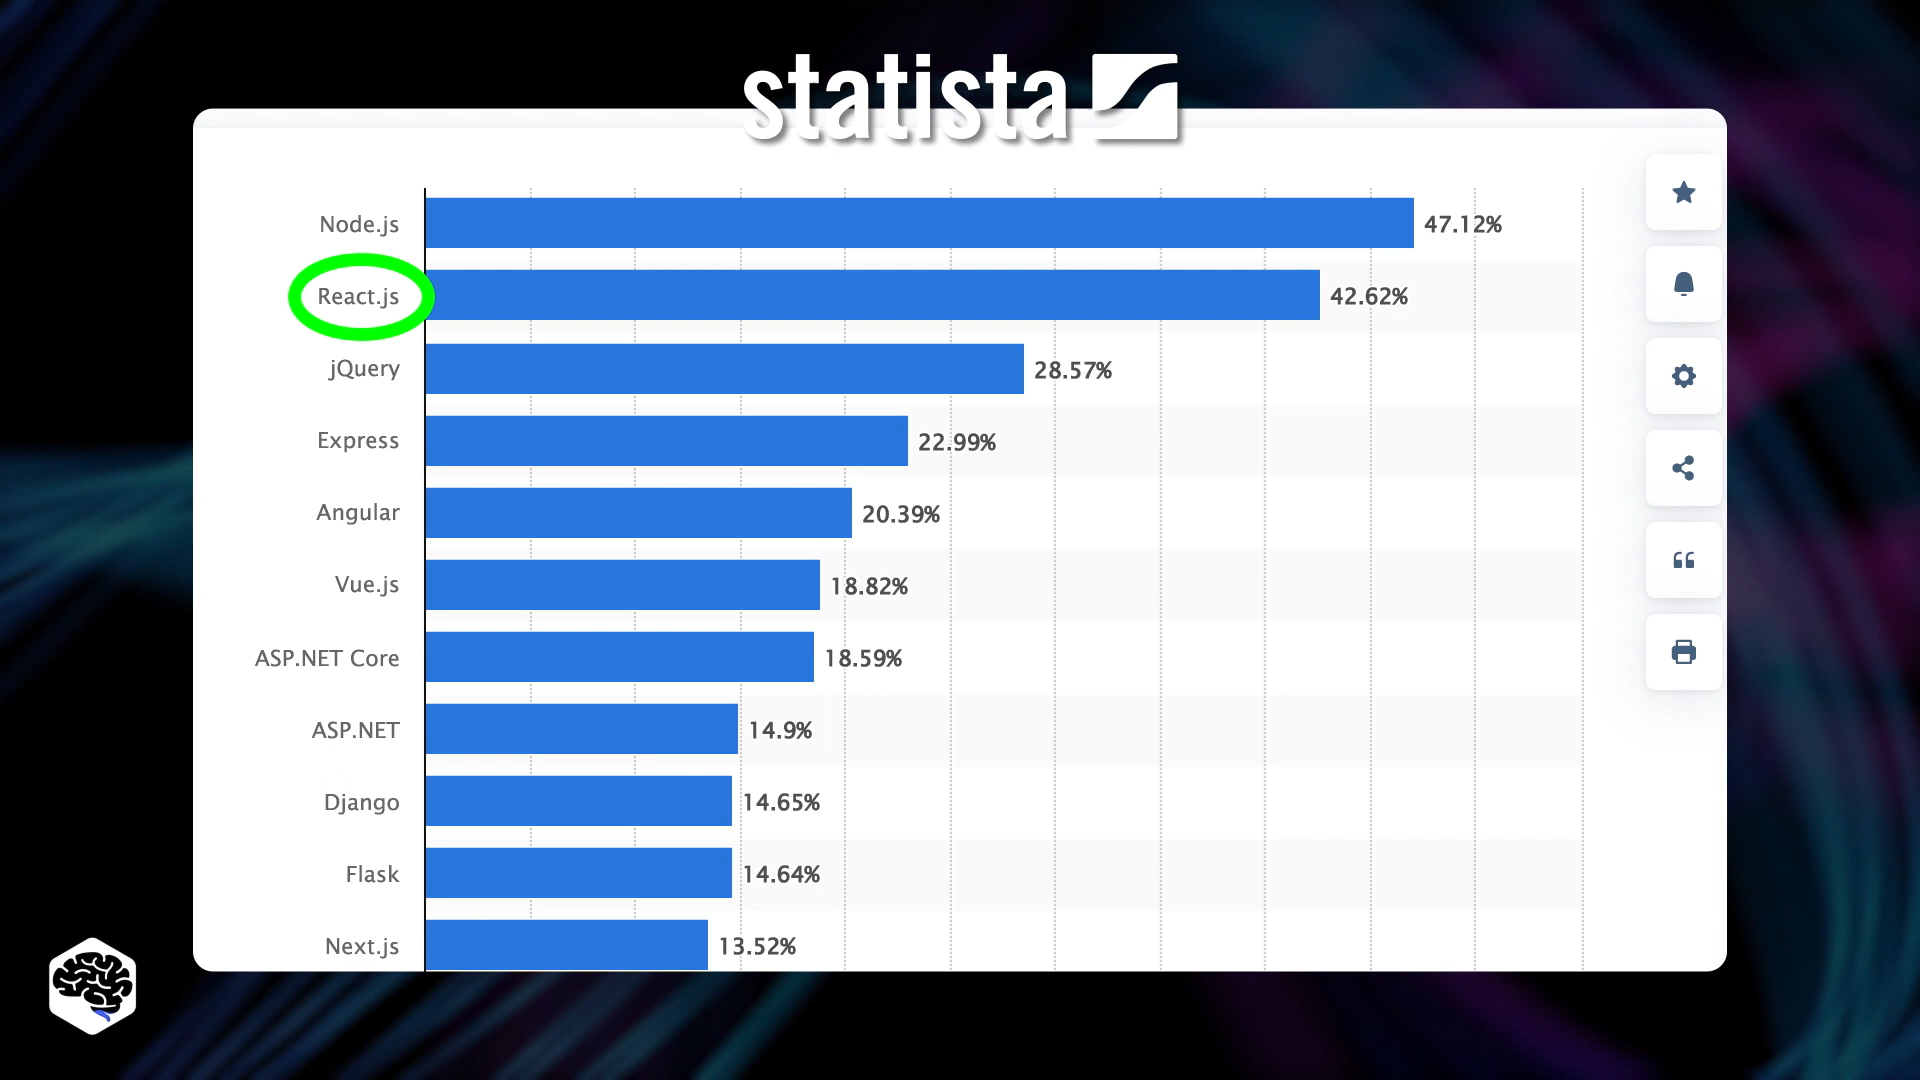 statista
Node.js 47.12%
React.js 42.62%
jQuery 28.57%
Express 22.99%
Angular 20.39%
Vue.js 18.82%
ASP.NET Core 18.59%
ASP.NET 14.9%
Django 14.65%
Flask 14.64%
Next.js 13.52%